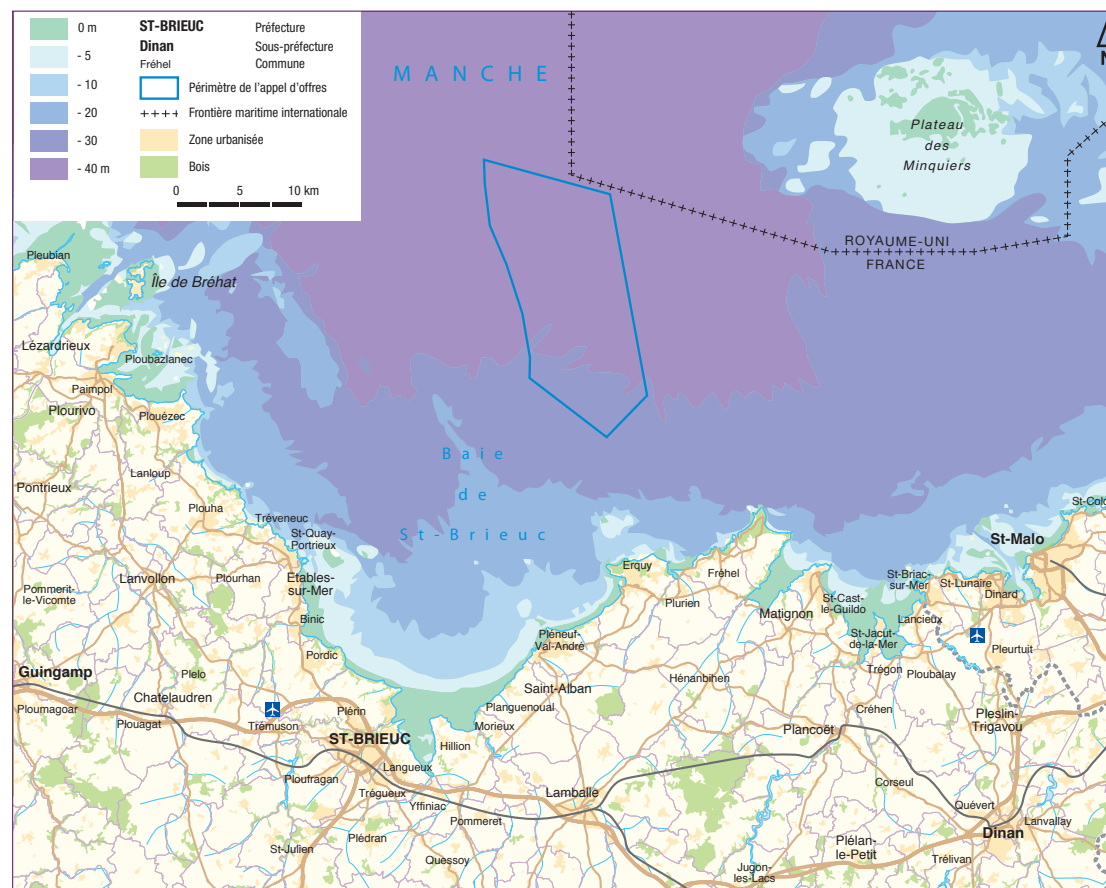 0 m
- 5
- 10
- 20
- 30
- 40 m
ST-BRIEUC Préfecture
Dinan Sous-préfecture
Fréhel Commune
Périmètre de l'appel d'offres
Frontière maritime internationale
Zone urbanisée
Bois
0 5 10 km
MANCHE
N
Plateau
des
Minquiers
ROYAUME-UNI
FRANCE
Pleubian
Île de Bréhat
Lézardrieux
Ploubazlanec
Paimpol
Plourivo
Plouézec
Baie
de
St-Brieuc
Lanloup
Pontrieux
Plouha
Tréveneuc
St-Quay-
Portrieux
St-Malo
Lanvollon
Plourhan
Etables-
sur-Mer
Pommerit-
le-Vicomte
Binic
Erquy
Fréhel
Plurien
Matignon
St-Cast-
le-Guildo
St-Briac-
sur-Mer
St-Lunaire
Dinard
Lancieux
St-Jacut-
de-la-Mer
Pleurtuit
Pordic
Pléneuf-
Val-André
Guingamp
Plelo
Trégon
Ploubalay
Hénanbihen
Saint-Alban
Ploumagoar
Chatelaudren
Planguenoual
Plouagat
Trémuson
Plérin
Morieux
Créhen
Pleslin-
Trigavou
Plancoët
ST-BRIEUC
Hillion
Langueux
Ploufragan
Trégueux
Yffiniac
Lamballe
Corseul
Quévert
Pommeret
Dinan
Lanvallay
St-Julien
Plédran
Quessoy
Plélan-
le-Petit
Trélivan
Jugon-
les-Lacs